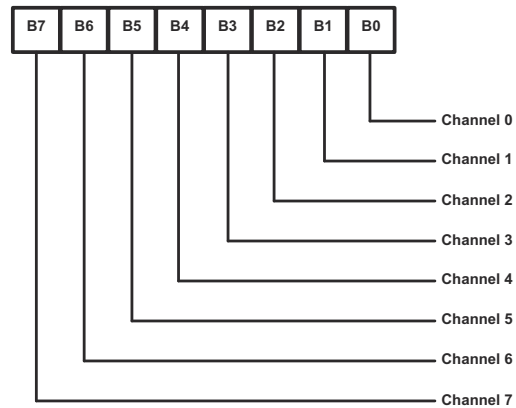 B7 B6 B5 B4 B3 B2 B1 B0
Channel 0
Channel 1
Channel 2
Channel 3
Channel 4
Channel 5
Channel 6
Channel 7